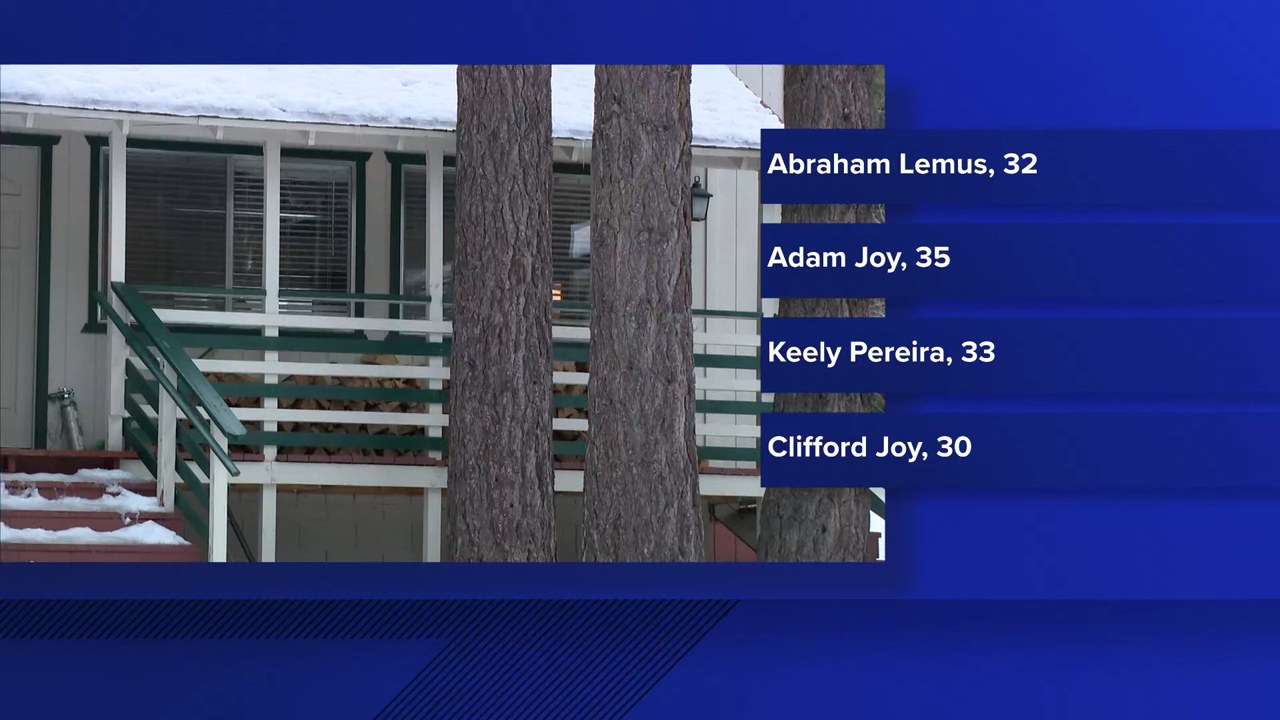 Abraham Lemus, 32
Adam Joy, 35
Keely Pereira, 33
Clifford Joy, 30